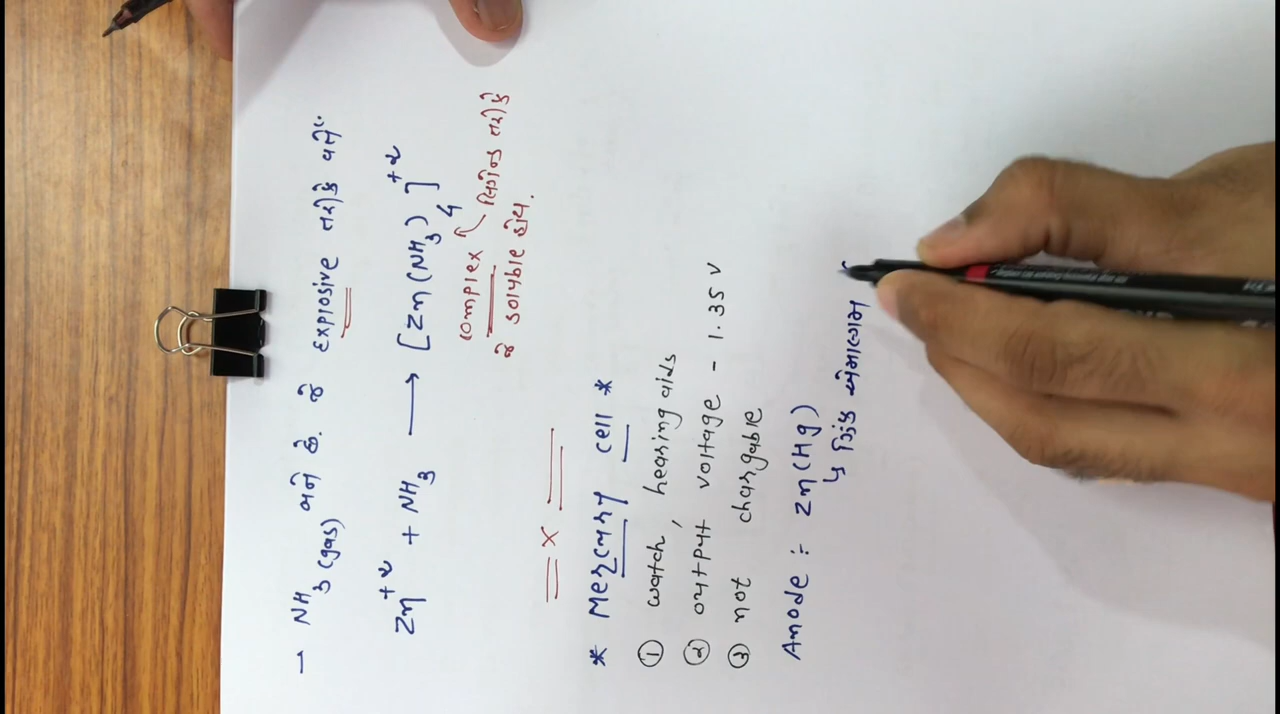 → NH3(gas) બને છે. જે explosive તરીકે વર્તે.
Zn+2 + NH3 → [Zn(NH3)4]+2
complex ← લિગેન્ડ તરીકે
જે soluble હોય.
= x =
* Mercury cell *
① watch, hearing aids
② output voltage - 1.35 V
③ not chargable
Anode : Zn(Hg)
↳ ઝિંક એમાલ્ગમ